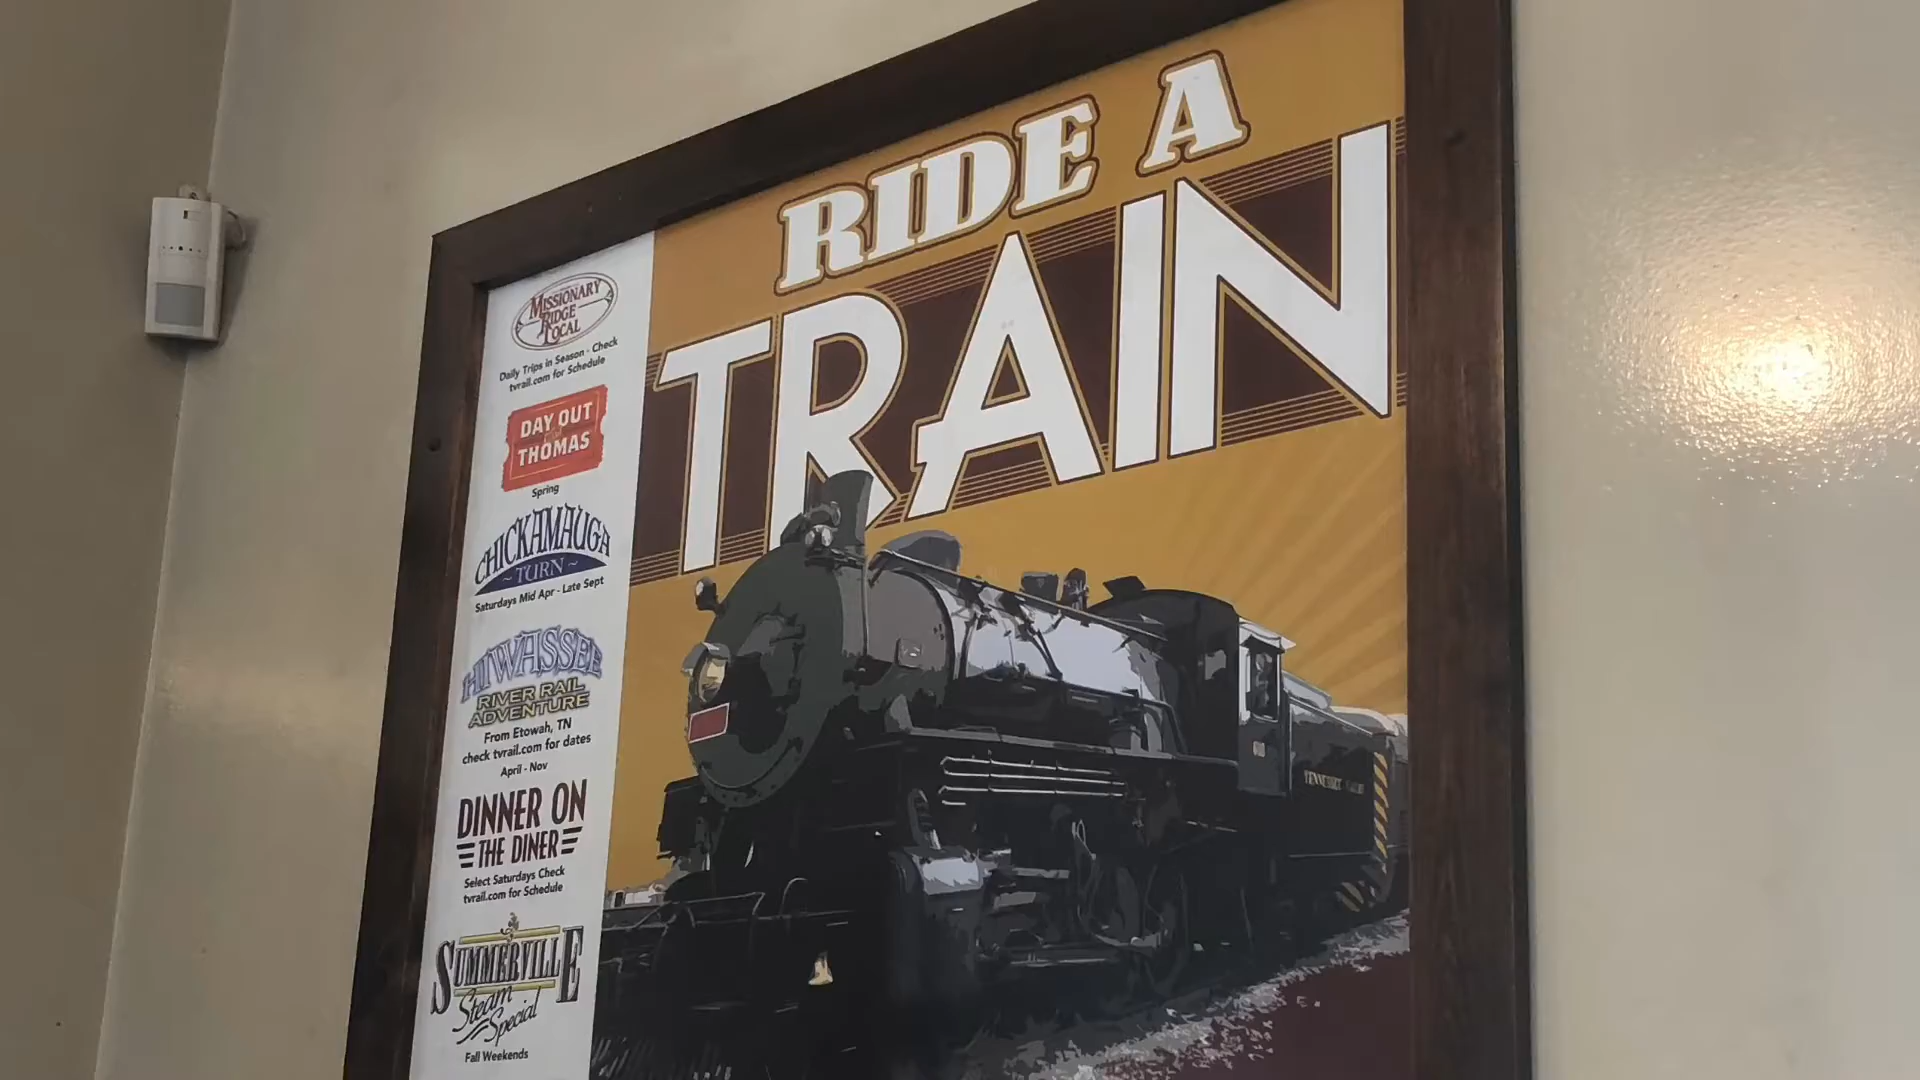 RIDE A
TRAIN
MISSIONARY
RIDGE
LOCAL
Daily Trips in Season - Check
tvrail.com for Schedule
DAY OUT
THOMAS
Spring
CHICKAMAUGA
~ TURN ~
Saturdays Mid Apr - Late Sept
HIWASSEE
RIVER RAIL
ADVENTURE
From Etowah, TN
check tvrail.com for dates
April - Nov
DINNER ON
THE DINER
Select Saturdays Check
tvrail.com for Schedule
SUMMERVILLE
Steam
Special
Fall Weekends
TENNESSEE